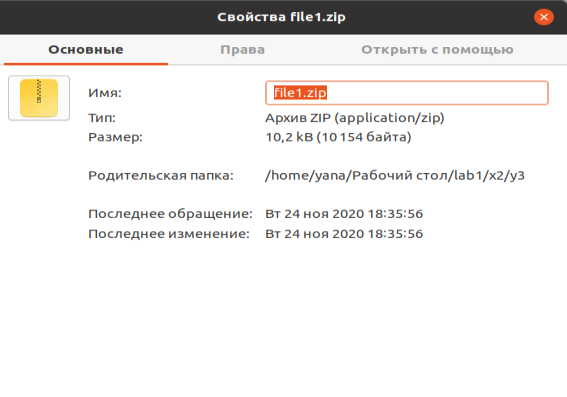 Свойства file1.zip
Основные Права Открыть с помощью
Имя: file1.zip
Тип: Архив ZIP (application/zip)
Размер: 10,2 kB (10 154 байта)
Родительская папка: /home/yana/Рабочий стол/lab1/x2/y3
Последнее обращение: Вт 24 ноя 2020 18:35:56
Последнее изменение: Вт 24 ноя 2020 18:35:56